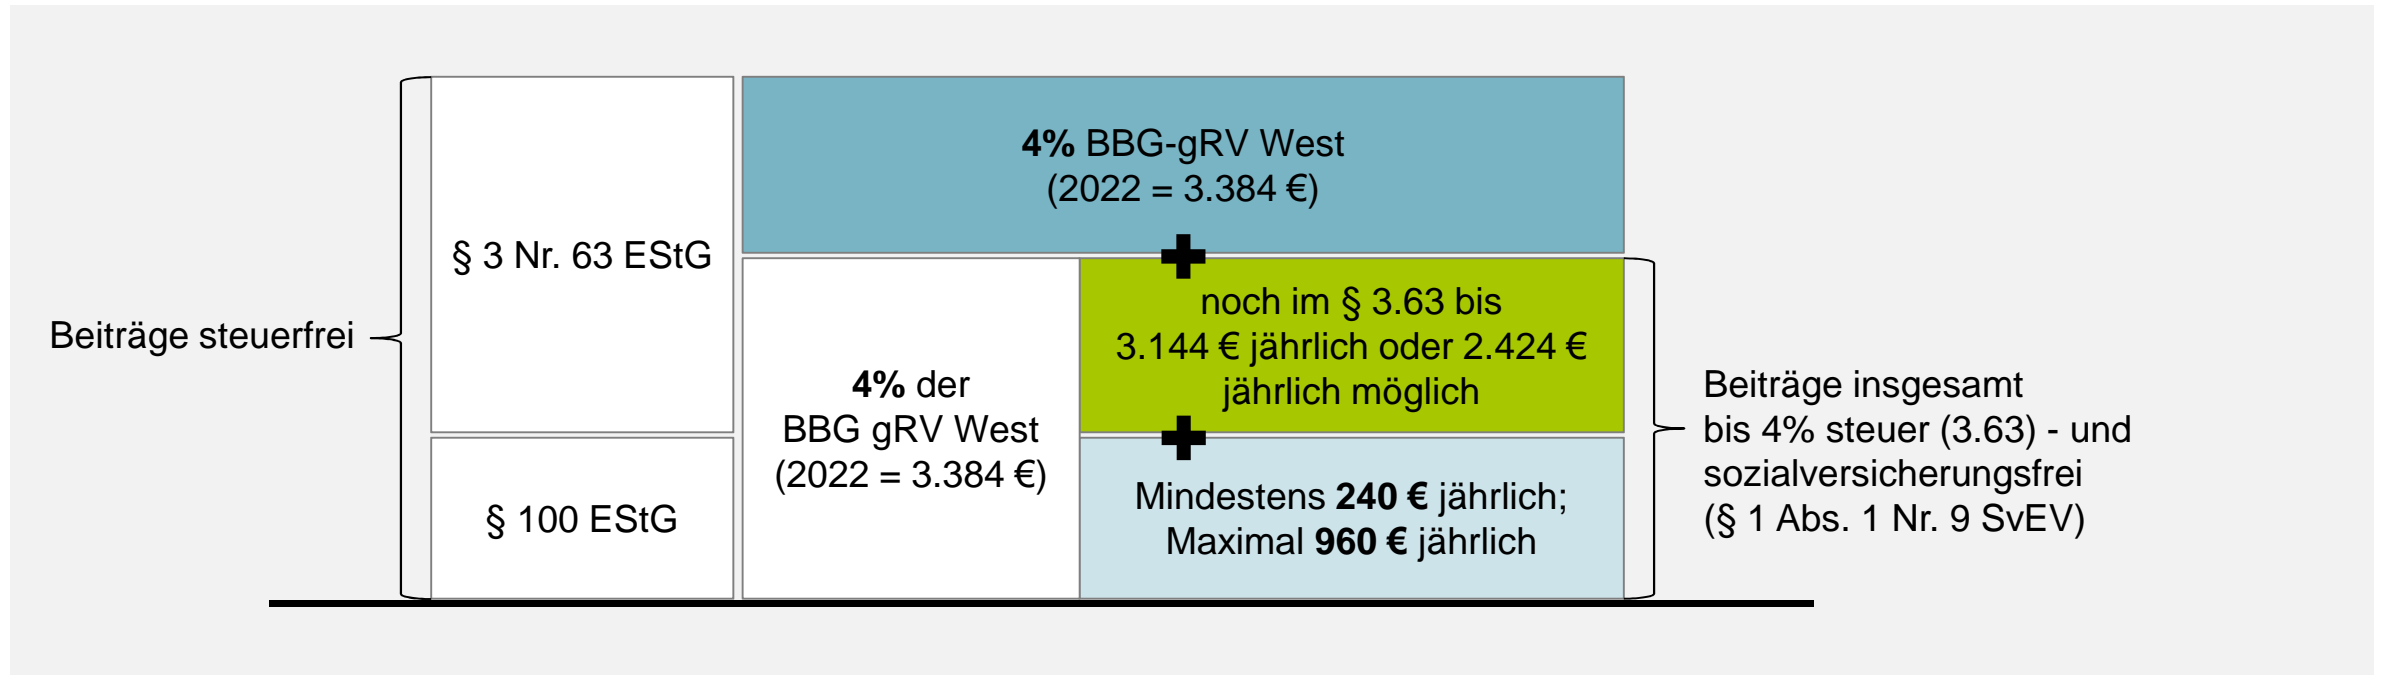 Beiträge steuerfrei
§ 3 Nr. 63 EStG
§ 100 EStG
4% BBG-gRV West
(2022 = 3.384 €)
4% der
BBG gRV West
(2022 = 3.384 €)
noch im § 3.63 bis
3.144 € jährlich oder 2.424 €
jährlich möglich
Mindestens 240 € jährlich;
Maximal 960 € jährlich
Beiträge insgesamt
bis 4% steuer (3.63) - und
sozialversicherungsfrei
(§ 1 Abs. 1 Nr. 9 SvEV)